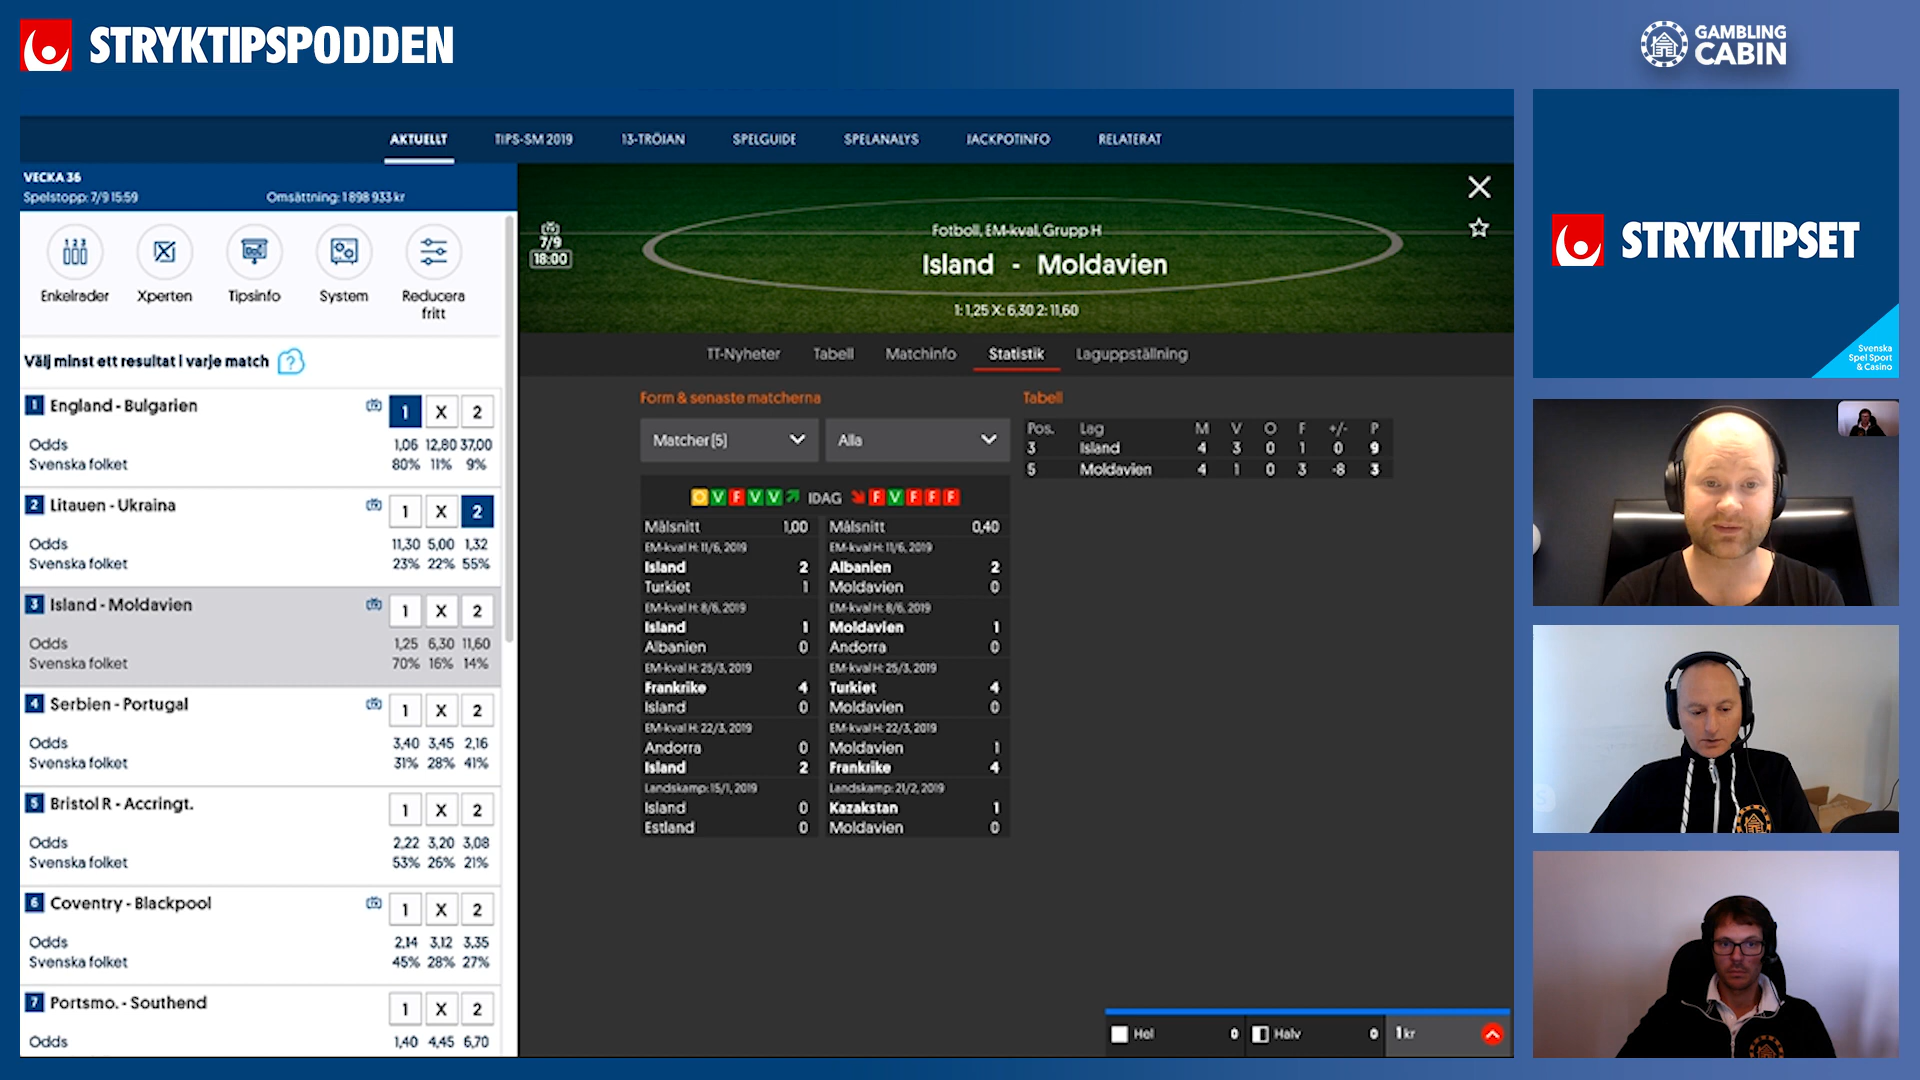 STRYKTIPSPODDEN
GAMBLING
CABIN
AKTUELLT TIPS-SM 2019 13-TRÖJAN SPELGUIDE SPELANALYS JACKPOTINFO RELATERAT
VECKA 36
Spelstopp: 7/9 15:59 Omsättning: 1 898 933 kr
Enkelrader Xperten Tipsinfo System Reducera
fritt
Välj minst ett resultat i varje match ?
1 England - Bulgarien 1 X 2
Odds 1,06 12,80 37,00
Svenska folket 80% 11% 9%
2 Litauen - Ukraina 1 X 2
Odds 11,30 5,00 1,32
Svenska folket 23% 22% 55%
3 Island - Moldavien 1 X 2
Odds 1,25 6,30 11,60
Svenska folket 70% 16% 14%
4 Serbien - Portugal 1 X 2
Odds 3,40 3,45 2,16
Svenska folket 31% 28% 41%
5 Bristol R - Accringt. 1 X 2
Odds 2,22 3,20 3,08
Svenska folket 53% 26% 21%
6 Coventry - Blackpool 1 X 2
Odds 2,14 3,12 3,35
Svenska folket 45% 28% 27%
7 Portsmo. - Southend 1 X 2
Odds 1,40 4,45 6,70
7/9
18:00
Fotboll, EM-kval, Grupp H
Island - Moldavien
1: 1,25 X: 6,30 2: 11,60
TT-Nyheter Tabell Matchinfo Statistik Laguppställning
Form & senaste matcherna
Matcher (5) Alla
O V F V V IDAG F V F F F
Målsnitt 1,00 Målsnitt 0,40
EM-kval H: 11/6, 2019 EM-kval H: 11/6, 2019
Island 2 Albanien 2
Turkiet 1 Moldavien 0
EM-kval H: 8/6, 2019 EM-kval H: 8/6, 2019
Island 1 Moldavien 1
Albanien 0 Andorra 0
EM-kval H: 25/3, 2019 EM-kval H: 25/3, 2019
Frankrike 4 Turkiet 4
Island 0 Moldavien 0
EM-kval H: 22/3, 2019 EM-kval H: 22/3, 2019
Andorra 0 Moldavien 1
Island 2 Frankrike 4
Landskamp: 15/1, 2019 Landskamp: 21/2, 2019
Island 0 Kazakstan 1
Estland 0 Moldavien 0
Tabell
Pos. Lag M V O F +/- P
3 Island 4 3 0 1 0 9
5 Moldavien 4 1 0 3 -8 3
Hel 0 Halv 0 1 kr
STRYKTIPSET
Svenska
Spel Sport
& Casino